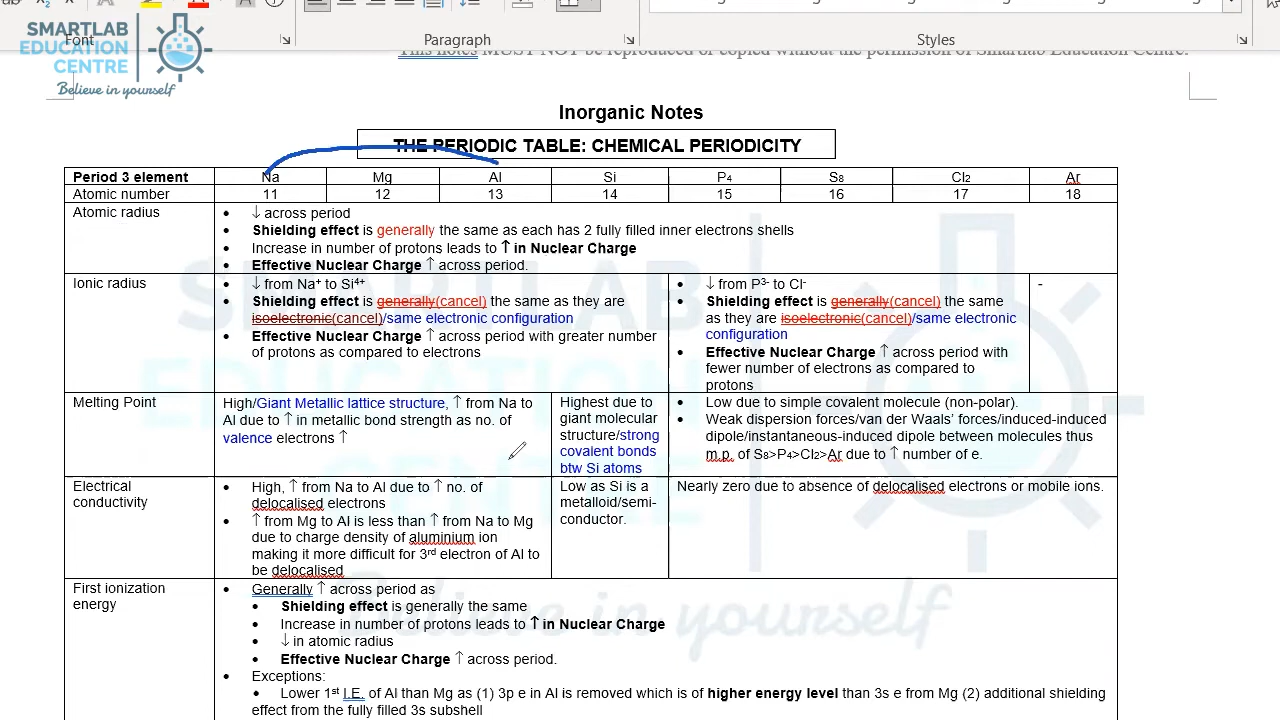 SMARTLAB
EDUCATION
CENTRE
Believe in yourself
Font
Paragraph
Styles
This notes MUST NOT be reproduced or copied without the permission of Smartlab Education Centre.
Inorganic Notes
THE PERIODIC TABLE: CHEMICAL PERIODICITY
Period 3 element Na Mg Al Si P4 S8 Cl2 Ar
Atomic number 11 12 13 14 15 16 17 18
Atomic radius
• ↓ across period
• Shielding effect is generally the same as each has 2 fully filled inner electrons shells
• Increase in number of protons leads to ↑ in Nuclear Charge
• Effective Nuclear Charge ↑ across period.
Ionic radius
• ↓ from Na⁺ to Si⁴⁺
• Shielding effect is generally(cancel) the same as they are
isoelectronic(cancel)/same electronic configuration
• Effective Nuclear Charge ↑ across period with greater number
of protons as compared to electrons
• ↓ from P³⁻ to Cl⁻
• Shielding effect is generally(cancel) the same
as they are isoelectronic(cancel)/same electronic
configuration
• Effective Nuclear Charge ↑ across period with
fewer number of electrons as compared to
protons
-
Melting Point
High/Giant Metallic lattice structure, ↑ from Na to
Al due to ↑ in metallic bond strength as no. of
valence electrons ↑
Highest due to
giant molecular
structure/strong
covalent bonds
btw Si atoms
• Low due to simple covalent molecule (non-polar).
• Weak dispersion forces/van der Waals' forces/induced-induced
dipole/instantaneous-induced dipole between molecules thus
m.p. of S8>P4>Cl2>Ar due to ↑ number of e.
Electrical
conductivity
• High, ↑ from Na to Al due to ↑ no. of
delocalised electrons
• ↑ from Mg to Al is less than ↑ from Na to Mg
due to charge density of aluminium ion
making it more difficult for 3rd electron of Al to
be delocalised
Low as Si is a
metalloid/semi-
conductor.
Nearly zero due to absence of delocalised electrons or mobile ions.
First ionization
energy
• Generally ↑ across period as
• Shielding effect is generally the same
• Increase in number of protons leads to ↑ in Nuclear Charge
• ↓ in atomic radius
• Effective Nuclear Charge ↑ across period.
• Exceptions:
• Lower 1st I.E. of Al than Mg as (1) 3p e in Al is removed which is of higher energy level than 3s e from Mg (2) additional shielding
effect from the fully filled 3s subshell
SMARTLAB
EDUCATION
CENTRE
Believe in yourself